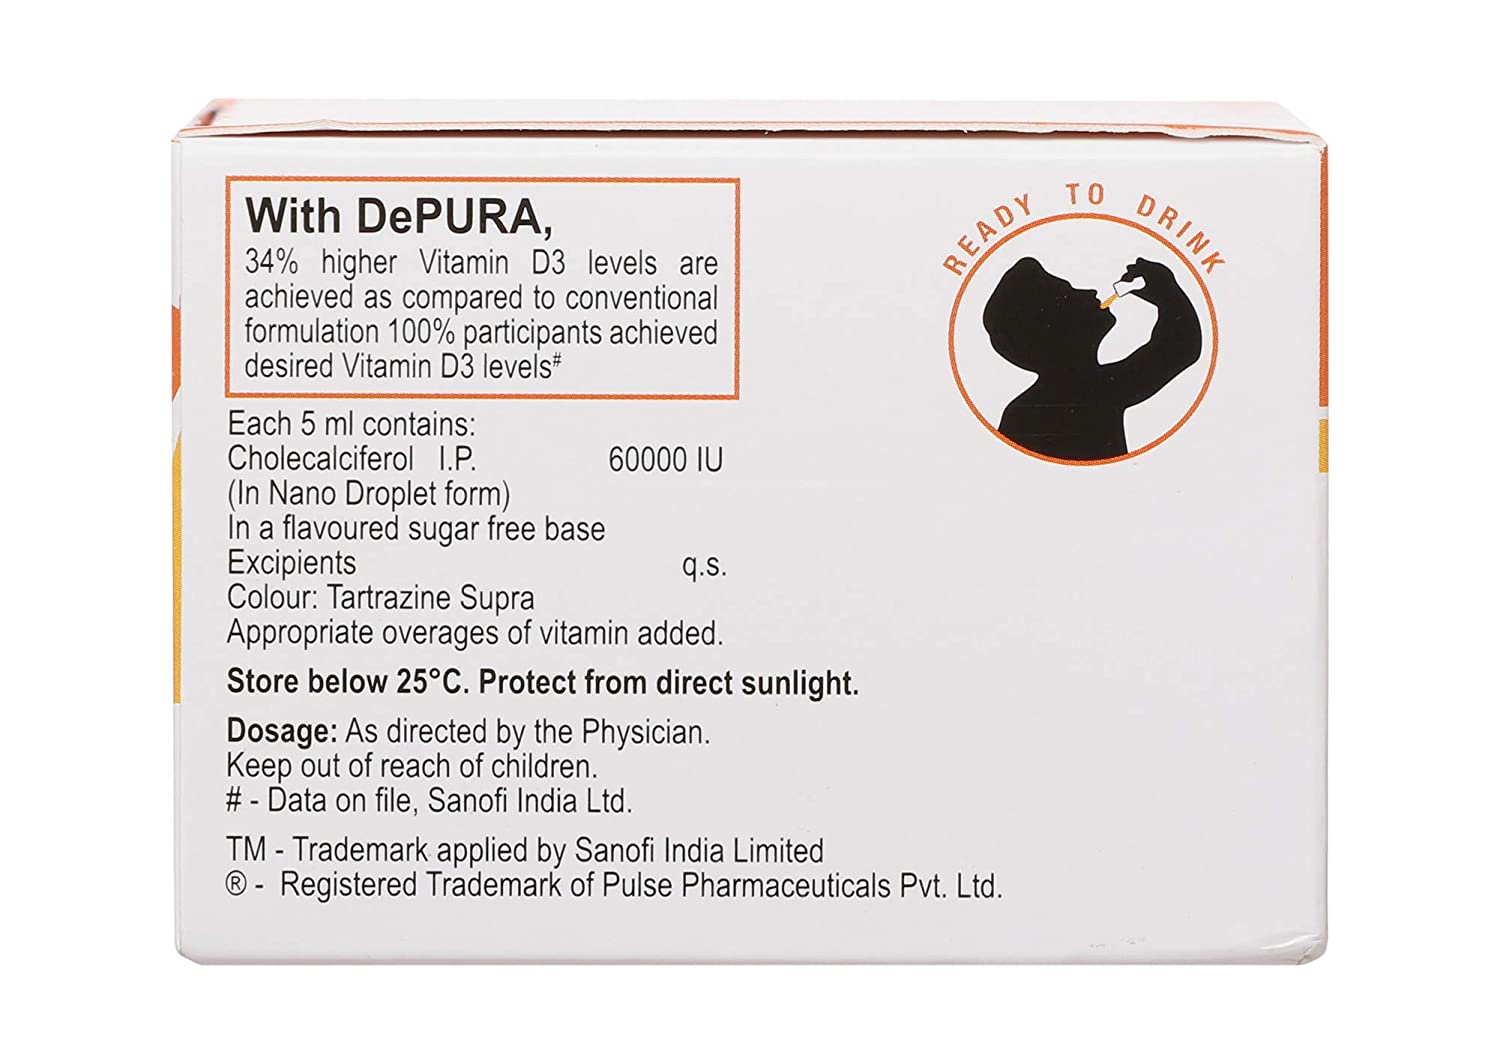 With DePURA,
34% higher Vitamin D3 levels are
achieved as compared to conventional
formulation 100% participants achieved
desired Vitamin D3 levels#
READY TO DRINK
Each 5 ml contains:
Cholecalciferol I.P. 60000 IU
(In Nano Droplet form)
In a flavoured sugar free base
Excipients q.s.
Colour: Tartrazine Supra
Appropriate overages of vitamin added.
Store below 25°C. Protect from direct sunlight.
Dosage: As directed by the Physician.
Keep out of reach of children.
# - Data on file, Sanofi India Ltd.
TM - Trademark applied by Sanofi India Limited
® - Registered Trademark of Pulse Pharmaceuticals Pvt. Ltd.